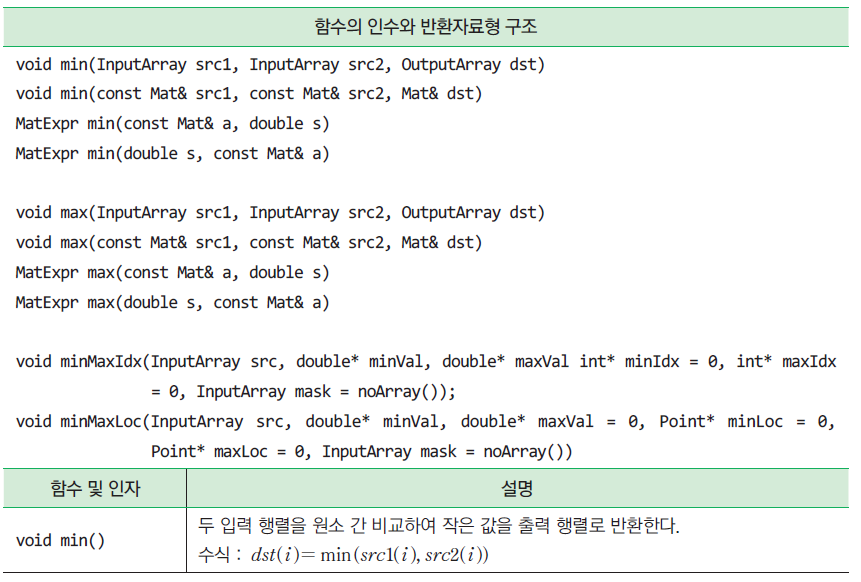 함수의 인수와 반환자료형 구조
void min(InputArray src1, InputArray src2, OutputArray dst)
void min(const Mat& src1, const Mat& src2, Mat& dst)
MatExpr min(const Mat& a, double s)
MatExpr min(double s, const Mat& a)
void max(InputArray src1, InputArray src2, OutputArray dst)
void max(const Mat& src1, const Mat& src2, Mat& dst)
MatExpr max(const Mat& a, double s)
MatExpr max(double s, const Mat& a)
void minMaxIdx(InputArray src, double* minVal, double* maxVal int* minIdx = 0, int* maxIdx
= 0, InputArray mask = noArray());
void minMaxLoc(InputArray src, double* minVal, double* maxVal = 0, Point* minLoc = 0,
Point* maxLoc = 0, InputArray mask = noArray())
함수 및 인자 설명
void min()
두 입력 행렬을 원소 간 비교하여 작은 값을 출력 행렬로 반환한다.
수식 : dst(i)= min(src1(i), src2(i))